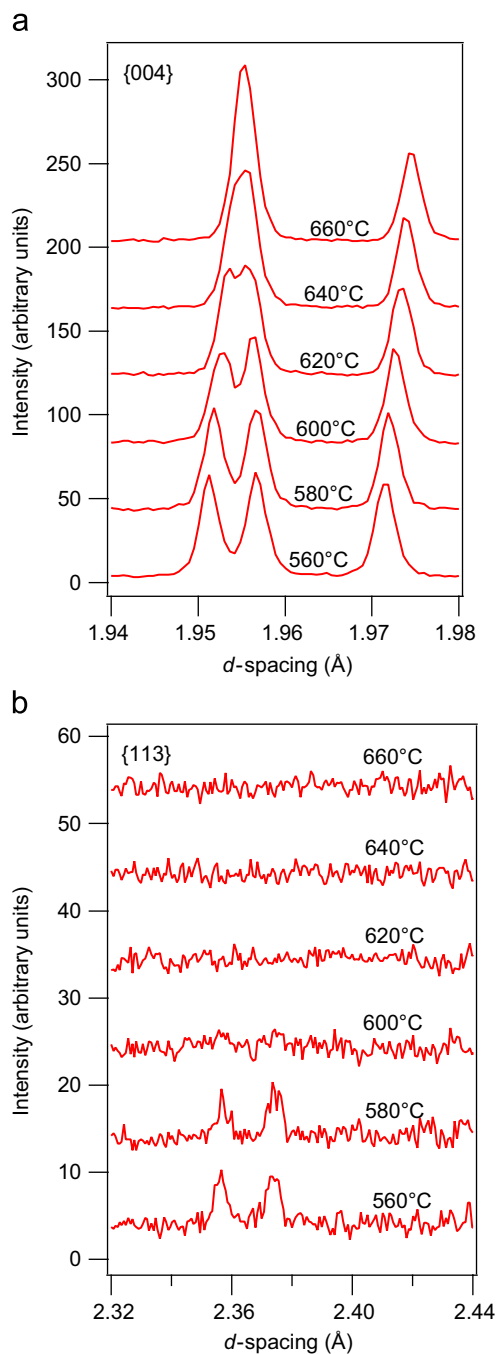 a
{004}
300
250
200
150
100
50
0
Intensity (arbitrary units)
660°C
640°C
620°C
600°C
580°C
560°C
1.94 1.95 1.96 1.97 1.98
d-spacing (Å)
b
{113}
60
50
40
30
20
10
0
Intensity (arbitrary units)
660°C
640°C
620°C
600°C
580°C
560°C
2.32 2.36 2.40 2.44
d-spacing (Å)